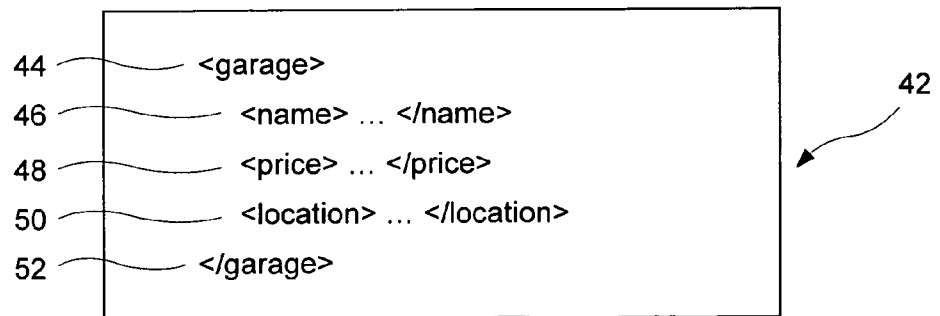 44 <garage>
46 <name> ... </name>
42
48 <price> ... </price>
50 <location> ... </location>
52 </garage>